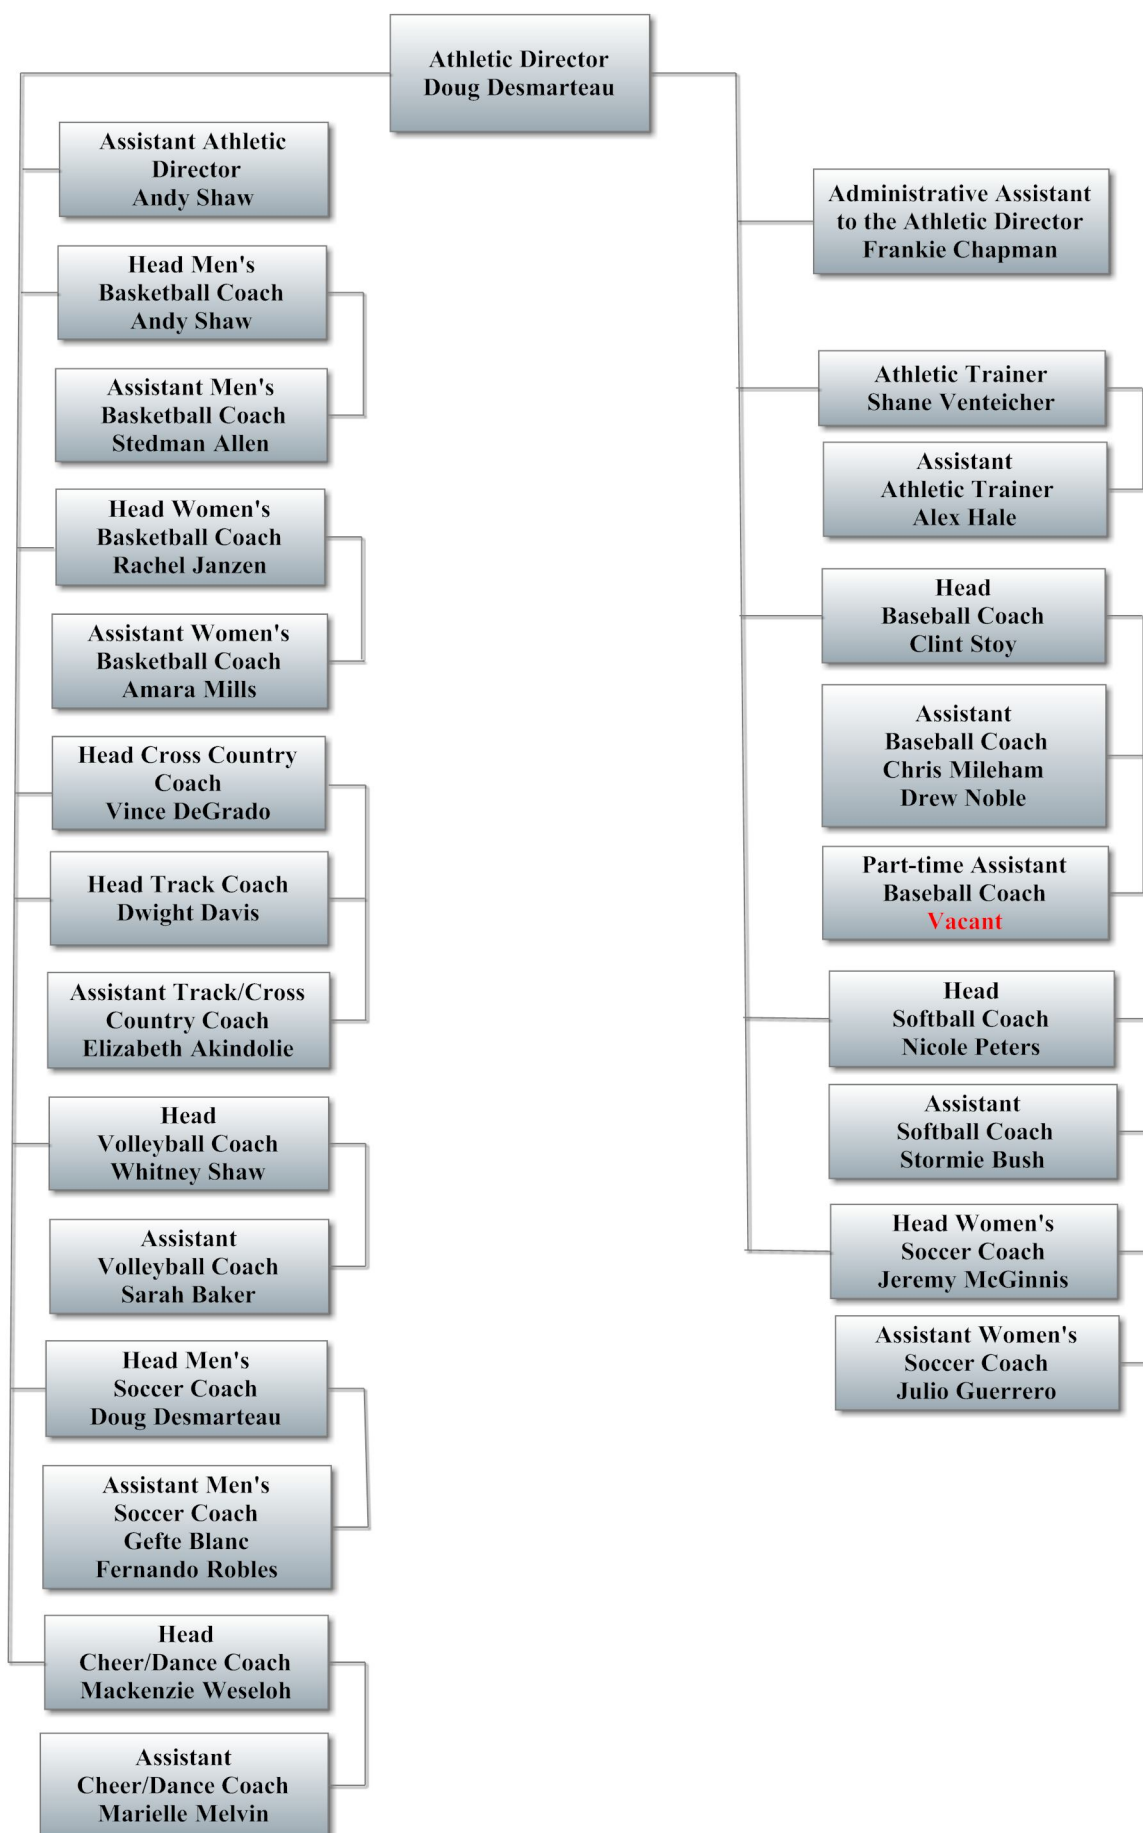 Athletic Director
Doug Desmarteau
Assistant Athletic
Director
Andy Shaw
Head Men's
Basketball Coach
Andy Shaw
Assistant Men's
Basketball Coach
Stedman Allen
Head Women's
Basketball Coach
Rachel Janzen
Assistant Women's
Basketball Coach
Amara Mills
Head Cross Country
Coach
Vince DeGrado
Head Track Coach
Dwight Davis
Assistant Track/Cross
Country Coach
Elizabeth Akindolie
Head
Volleyball Coach
Whitney Shaw
Assistant
Volleyball Coach
Sarah Baker
Head Men's
Soccer Coach
Doug Desmarteau
Assistant Men's
Soccer Coach
Gefte Blanc
Fernando Robles
Head
Cheer/Dance Coach
Mackenzie Weseloh
Assistant
Cheer/Dance Coach
Marielle Melvin
Administrative Assistant
to the Athletic Director
Frankie Chapman
Athletic Trainer
Shane Venteicher
Assistant
Athletic Trainer
Alex Hale
Head
Baseball Coach
Clint Stoy
Assistant
Baseball Coach
Chris Mileham
Drew Noble
Part-time Assistant
Baseball Coach
Vacant
Head
Softball Coach
Nicole Peters
Assistant
Softball Coach
Stormie Bush
Head Women's
Soccer Coach
Jeremy McGinnis
Assistant Women's
Soccer Coach
Julio Guerrero